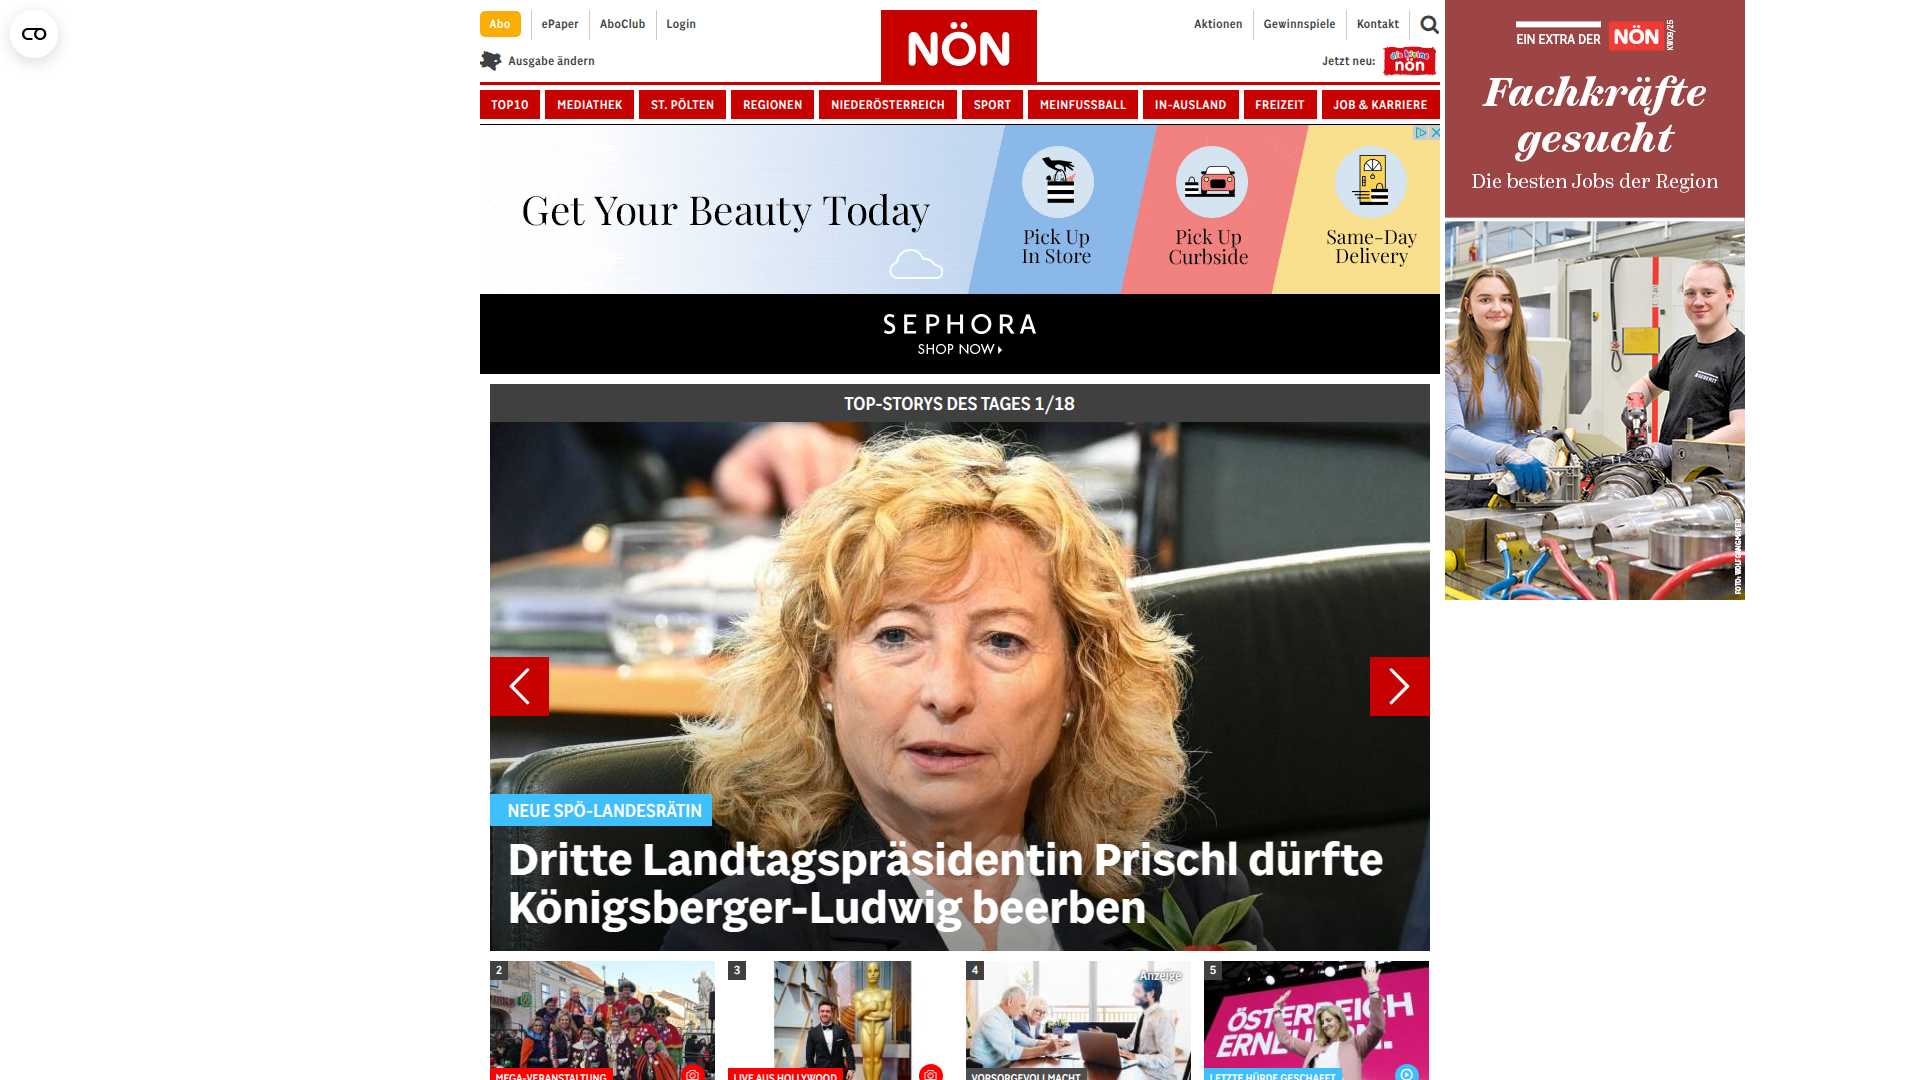 Abo
ePaper
AboClub
Login
Aktionen
Gewinnspiele
Kontakt
NÖN
Ausgabe ändern
Jetzt neu:
die kleine
nön
TOP10
MEDIATHEK
ST. PÖLTEN
REGIONEN
NIEDERÖSTERREICH
SPORT
MEINFUSSBALL
IN-AUSLAND
FREIZEIT
JOB & KARRIERE
EIN EXTRA DER NÖN
KW09/25
Fachkräfte
gesucht
Die besten Jobs der Region
FOTO: WOLFGANG MAYER
Get Your Beauty Today
Pick Up
In Store
Pick Up
Curbside
Same-Day
Delivery
SEPHORA
SHOP NOW
TOP-STORYS DES TAGES 1/18
NEUE SPÖ-LANDESRÄTIN
Dritte Landtagspräsidentin Prischl dürfte
Königsberger-Ludwig beerben
2
MEGA-VERANSTALTUNG
3
LIVE AUS HOLLYWOOD
4
Anzeige
VORSORGEVOLLMACHT
5
ÖSTERREICH
ERNEUERN.
LETZTE HÜRDE GESCHAFFT